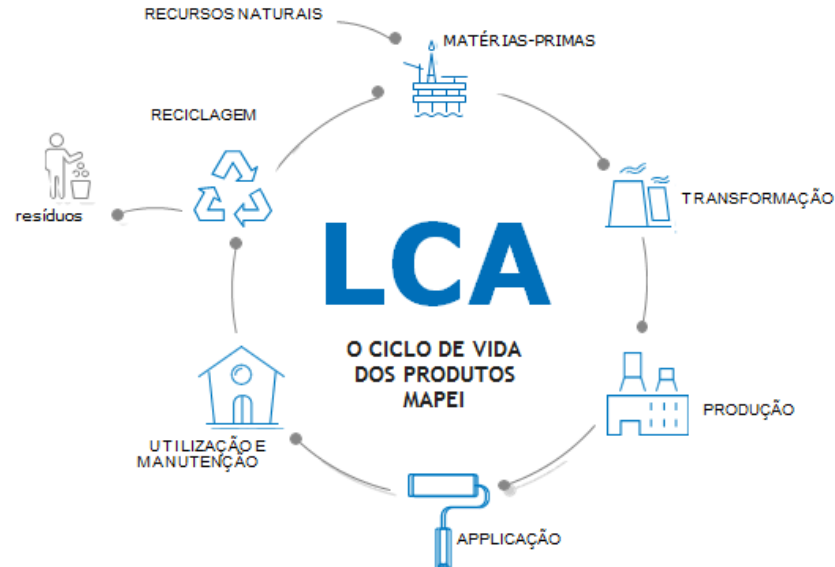 RECURSOS NATURAIS
MATÉRIAS-PRIMAS
RECICLAGEM
TRANSFORMAÇÃO
resíduos
LCA
O CICLO DE VIDA
DOS PRODUTOS
MAPEI
PRODUÇÃO
UTILIZAÇÃO E
MANUTENÇÃO
APPLICAÇÃO